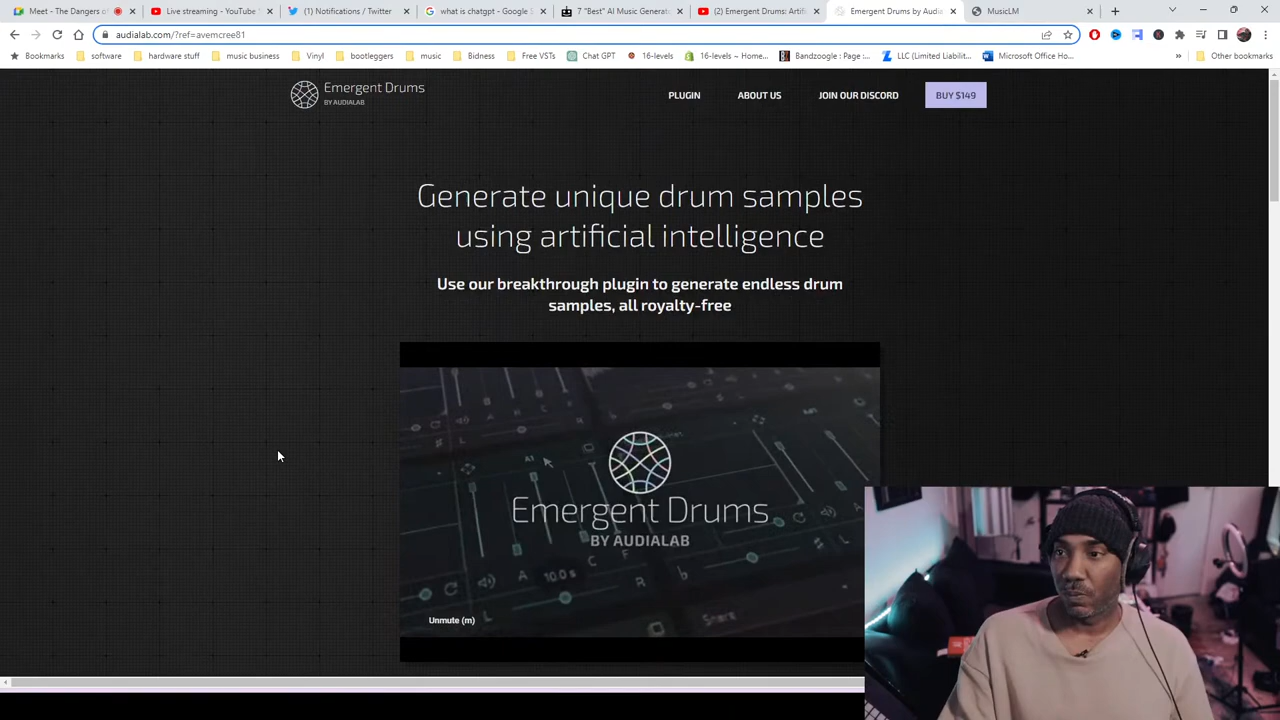 Meet - The Dangers of
Live streaming - YouTube
(1) Notifications / Twitter
what is chatgpt - Google
7 "Best" AI Music Generato
(2) Emergent Drums: Artifi
Emergent Drums by Audia
MusicLM
audialab.com/?ref=avemcree81
Bookmarks
software
hardware stuff
music business
Vinyl
bootleggers
music
Bidness
Free VSTs
Chat GPT
16-levels
16-levels ~ Home...
Bandzoogle : Page :...
LLC (Limited Liabilit...
Microsoft Office Ho...
Other bookmarks
Emergent Drums
BY AUDIALAB
PLUGIN
ABOUT US
JOIN OUR DISCORD
BUY $149
Generate unique drum samples
using artificial intelligence
Use our breakthrough plugin to generate endless drum
samples, all royalty-free
Emergent Drums
BY AUDIALAB
10.0 s
Unmute (m)